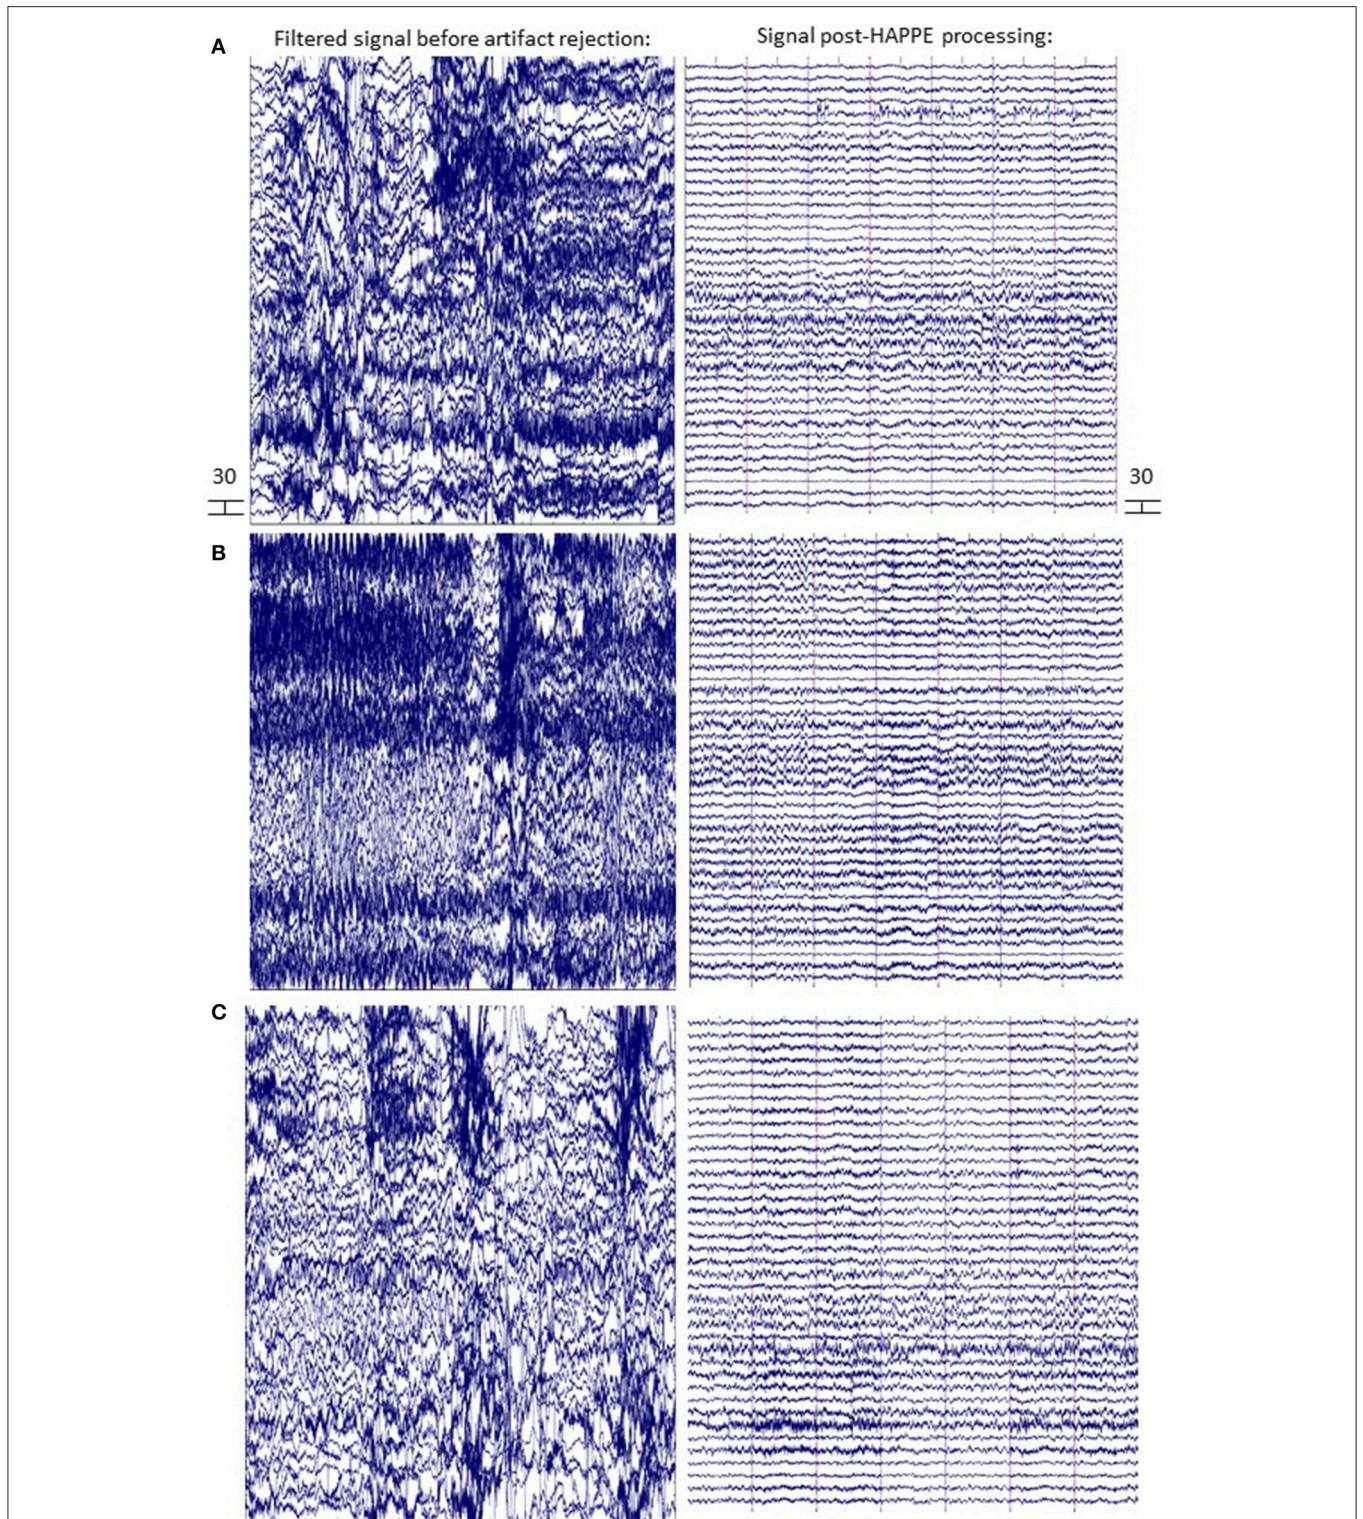 Filtered signal before artifact rejection:
Signal post-HAPPE processing:
A
30
30
B
C